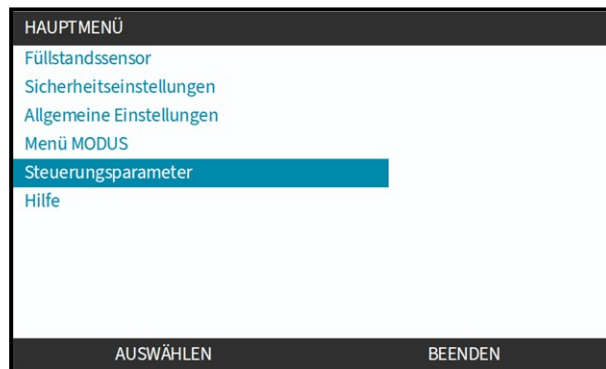 HAUPTMENÜ
Füllstandssensor
Sicherheitseinstellungen
Allgemeine Einstellungen
Menü MODUS
Steuerungsparameter
Hilfe
AUSWÄHLEN BEENDEN